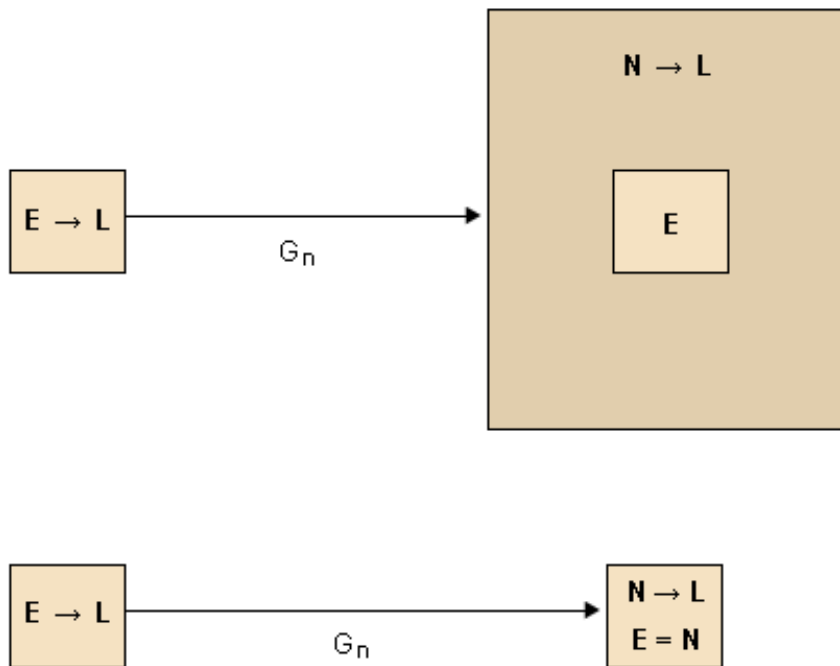 N → L
E → L
E
Gₙ
E → L
N → L
E = N
Gₙ